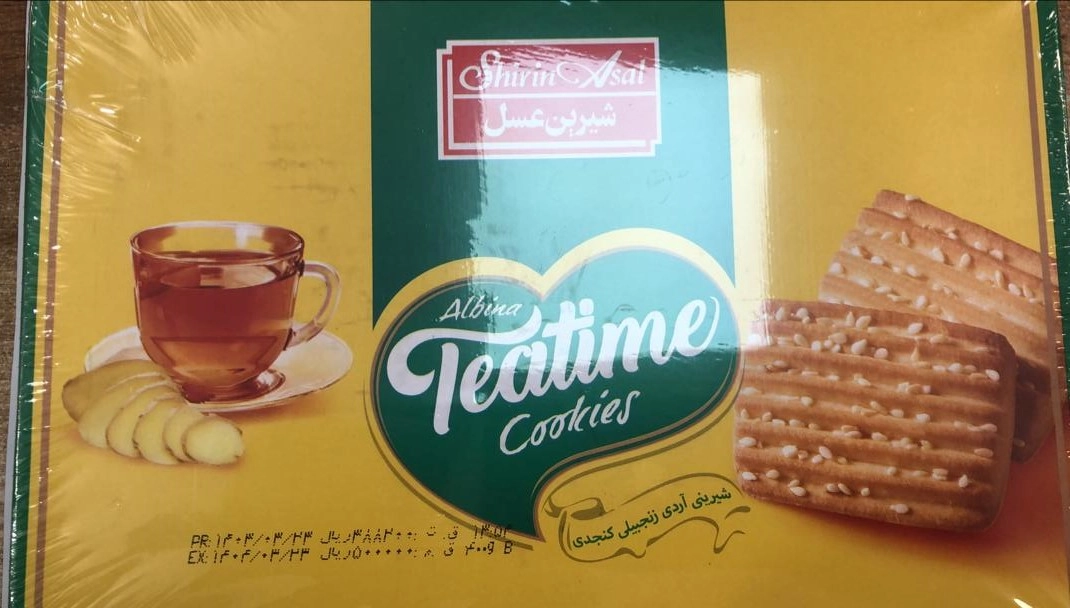 Shirin Asal
شیرین عسل
Albina
Teatime
Cookies
شیرینی آردی زنجبیلی کنجدی
PR:۱۴۰۳/۰۳/۲۳
EX:۱۴۰۴/۰۳/۲۳ ۵۰۰۰۰۰ریال